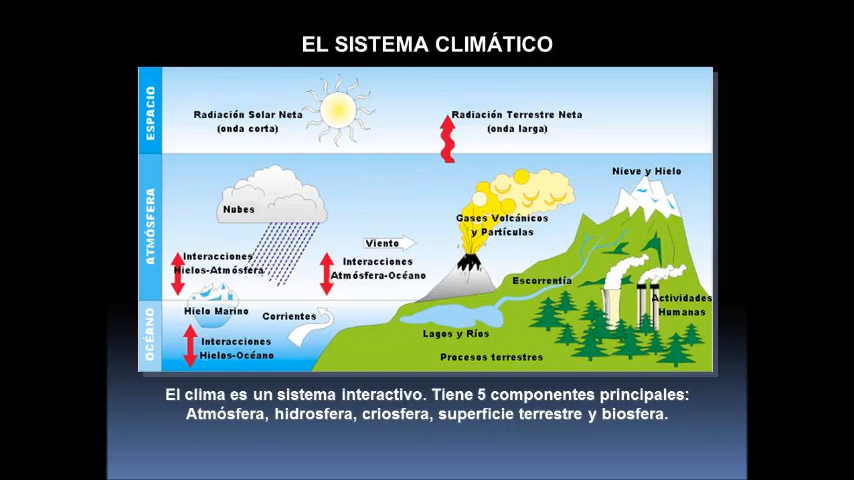 EL SISTEMA CLIMÁTICO
ESPACIO
Radiación Solar Neta
(onda corta)
Radiación Terrestre Neta
(onda larga)
ATMÓSFERA
Nieve y Hielo
Nubes
Gases Volcánicos
y Partículas
Viento
Interacciones
Hielos-Atmósfera
Interacciones
Atmósfera-Océano
Escorrentía
Actividades
Humanas
OCÉANO
Hielo Marino
Corrientes
Lagos y Ríos
Interacciones
Hielos-Océano
Procesos terrestres
El clima es un sistema interactivo. Tiene 5 componentes principales:
Atmósfera, hidrosfera, criosfera, superficie terrestre y biosfera.